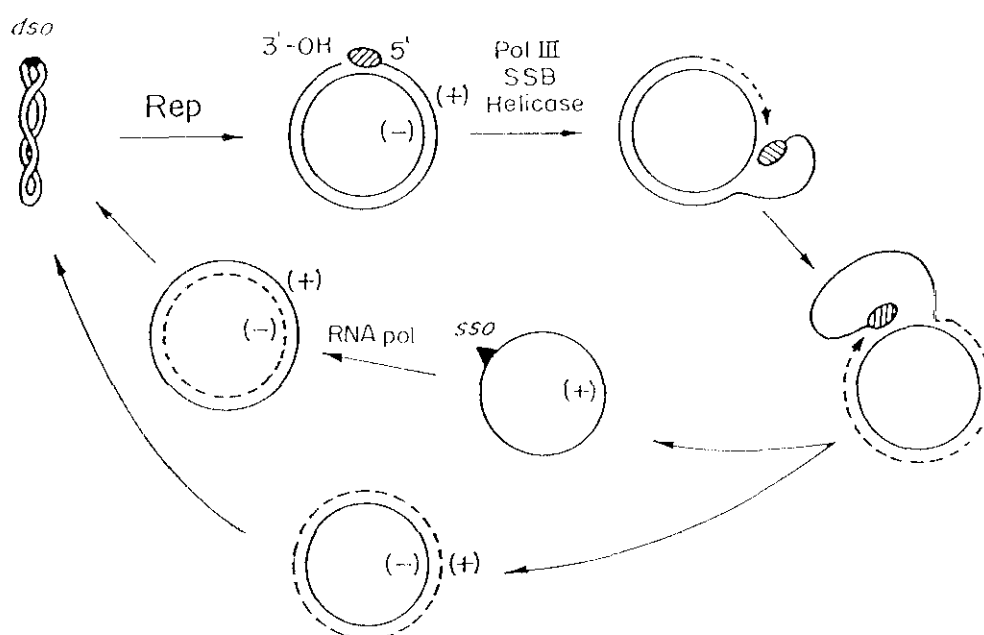 dso
Rep
3'-OH
5'
(+)
(-)
Pol III
SSB
Helicase
(+)
(-)
RNA pol
sso
(+)
(-)
(+)